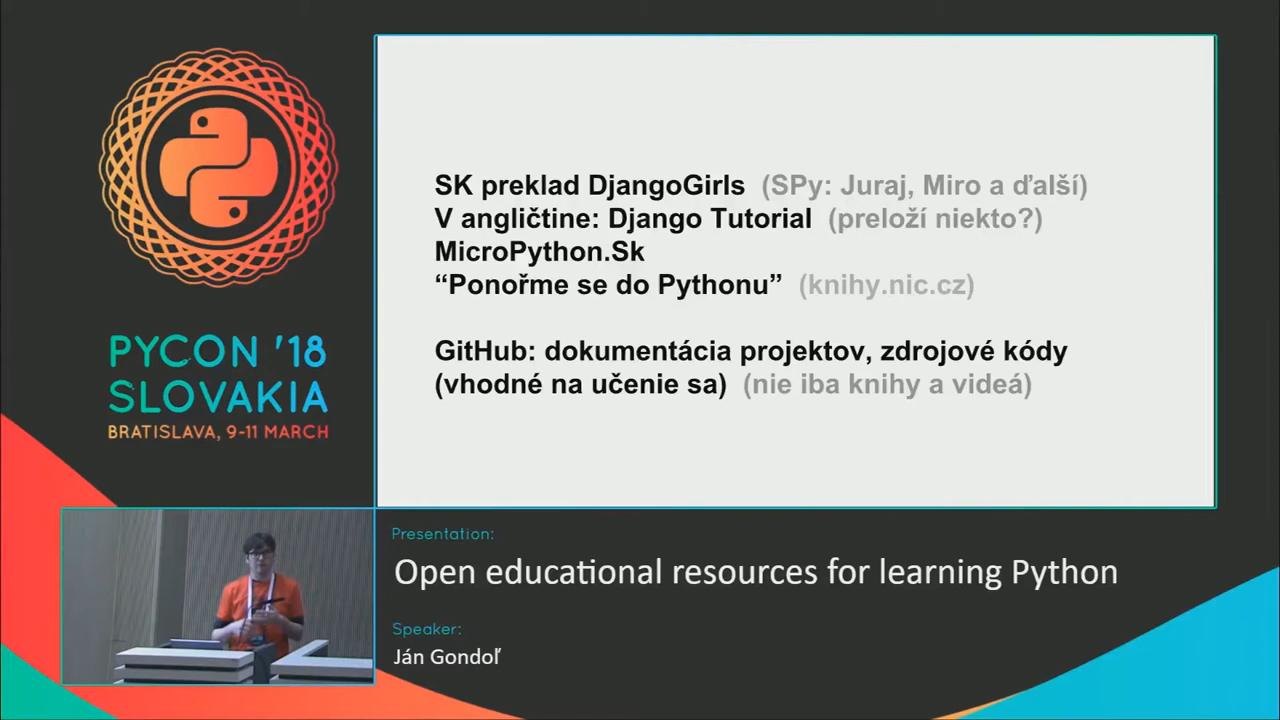 PYCON '18
SLOVAKIA
BRATISLAVA, 9-11 MARCH
SK preklad DjangoGirls (SPy: Juraj, Miro a ďalší)
V angličtine: Django Tutorial (preloží niekto?)
MicroPython.Sk
“Ponořme se do Pythonu” (knihy.nic.cz)
GitHub: dokumentácia projektov, zdrojové kódy
(vhodné na učenie sa) (nie iba knihy a videá)
Presentation:
Open educational resources for learning Python
Speaker:
Ján Gondoľ